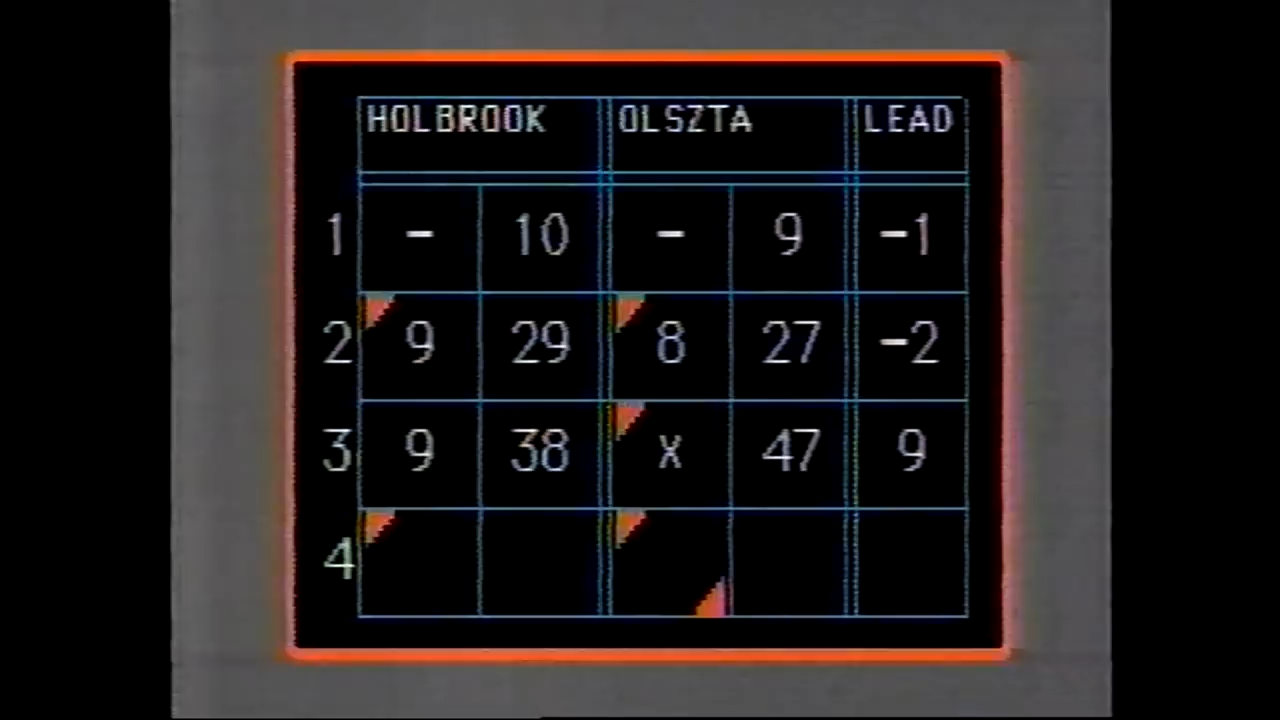 HOLBROOK OLSZTA LEAD
1 - 10 - 9 -1
2 9 29 8 27 -2
3 9 38 X 47 9
4